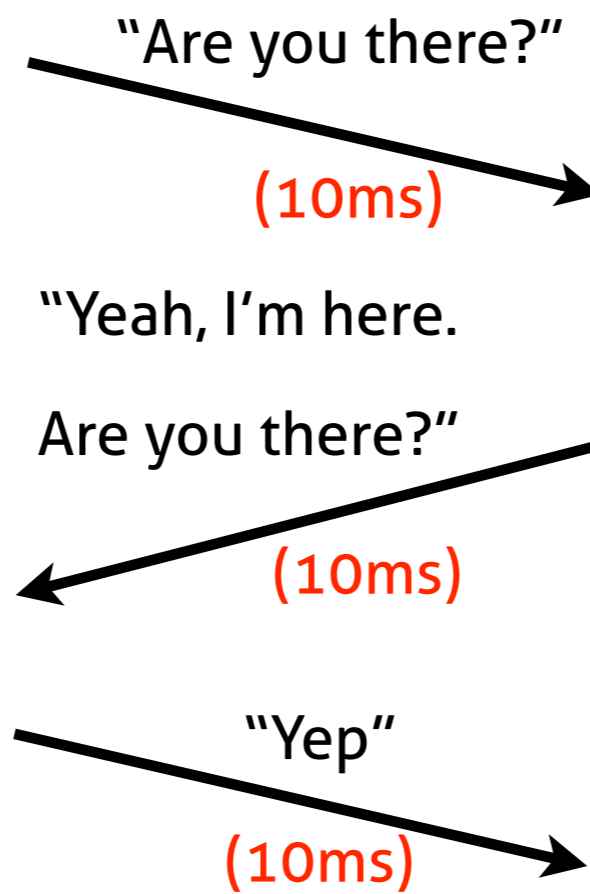 “Are you there?”
(10ms)
“Yeah, I’m here.
Are you there?”
(10ms)
“Yep”
(10ms)